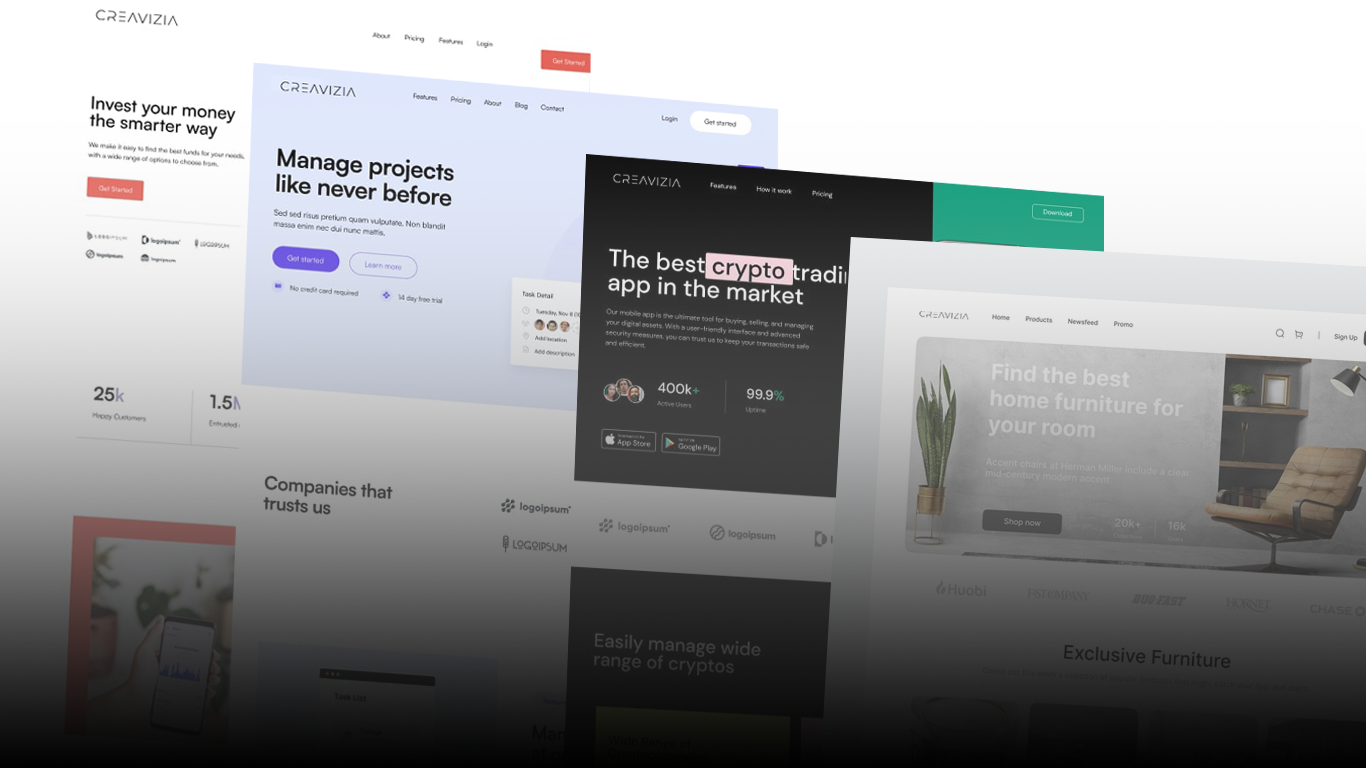 CREAVIZIA
About Pricing Features Login
Get Started
Invest your money
the smarter way
We make it easy to find the best funds for your needs,
with a wide range of options to choose from.
Get Started
LOGOIPSUM logoipsum LOGOIPSUM
logoipsum logoipsum
25k
Happy Customers
1.5
Entrusted
CREAVIZIA
Features Pricing About Blog Contact
Login Get started
Manage projects
like never before
Sed sed risus pretium quam vulputate. Non blandit
massa enim nec dui nunc mattis.
Get started Learn more
No credit card required 14 day free trial
Task Detail
Tuesday, Nov 8
Add location
Add description
Companies that
trusts us
logoipsum
LOGOIPSUM
Task List
CREAVIZIA
Features How it work Pricing
Download
The best crypto tradi
app in the market
Our mobile app is the ultimate tool for buying, selling, and managing
your digital assets. With a user-friendly interface and advanced
security measures, you can trust us to keep your transactions safe
and efficient.
400k+
Active Users
99.9%
Uptime
App Store
Google Play
logoipsum logoipsum
Easily manage wide
range of cryptos
Wide Range of
CREAVIZIA
Home Products Newsfeed Promo
Sign Up
Find the best
home furniture for
your room
Accent chairs at Herman Miller include a clear
mid-century modern accent
Shop now
20k+ 16k
Huobi FAST COMPANY DUO-FAST HORNET CHASE
Exclusive Furniture